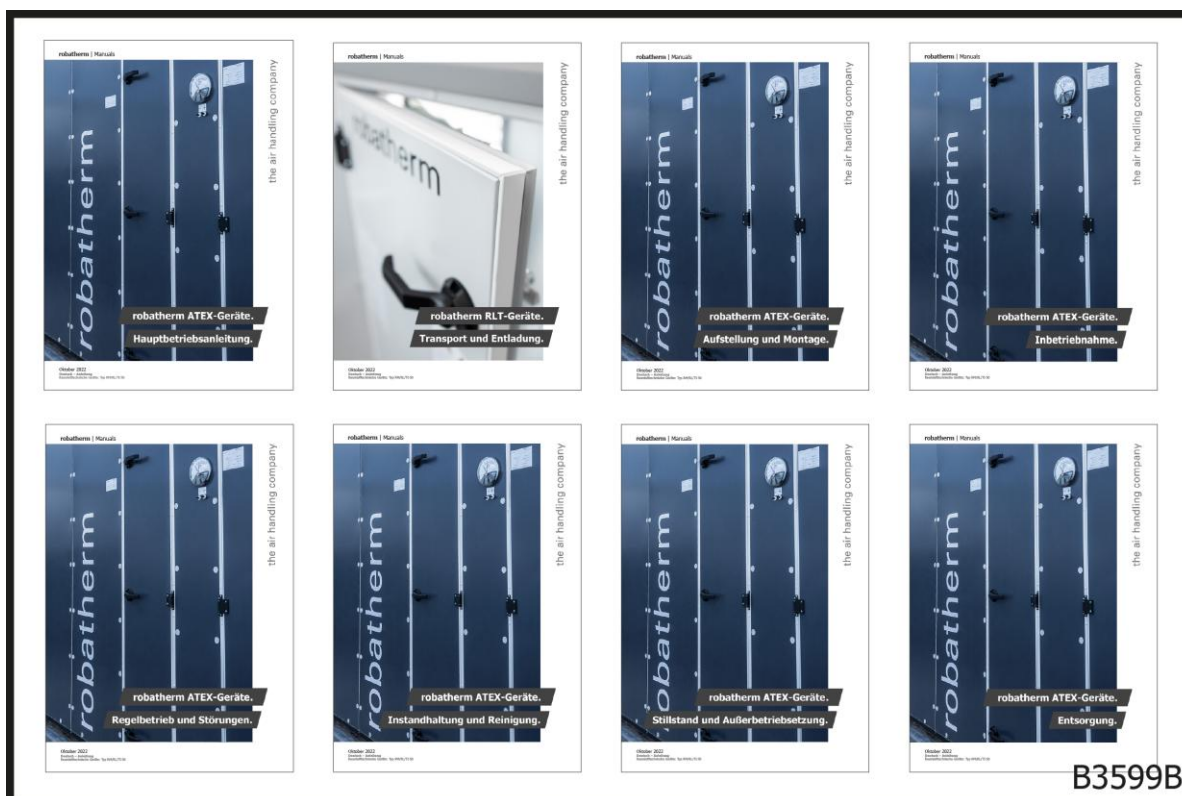 robatherm | Manuals
the air handling company
robatherm
robatherm ATEX-Geräte.
Hauptbetriebsanleitung.
Oktober 2022
robatherm | Manuals
the air handling company
robatherm
robatherm RLT-Geräte.
Transport und Entladung.
Oktober 2022
robatherm | Manuals
the air handling company
robatherm
robatherm ATEX-Geräte.
Aufstellung und Montage.
Oktober 2022
robatherm | Manuals
the air handling company
robatherm
robatherm ATEX-Geräte.
Inbetriebnahme.
Oktober 2022
robatherm | Manuals
the air handling company
robatherm
robatherm ATEX-Geräte.
Regelbetrieb und Störungen.
Oktober 2022
robatherm | Manuals
the air handling company
robatherm
robatherm ATEX-Geräte.
Instandhaltung und Reinigung.
Oktober 2022
robatherm | Manuals
the air handling company
robatherm
robatherm ATEX-Geräte.
Stillstand und Außerbetriebsetzung.
Oktober 2022
robatherm | Manuals
the air handling company
robatherm
robatherm ATEX-Geräte.
Entsorgung.
Oktober 2022
B3599B